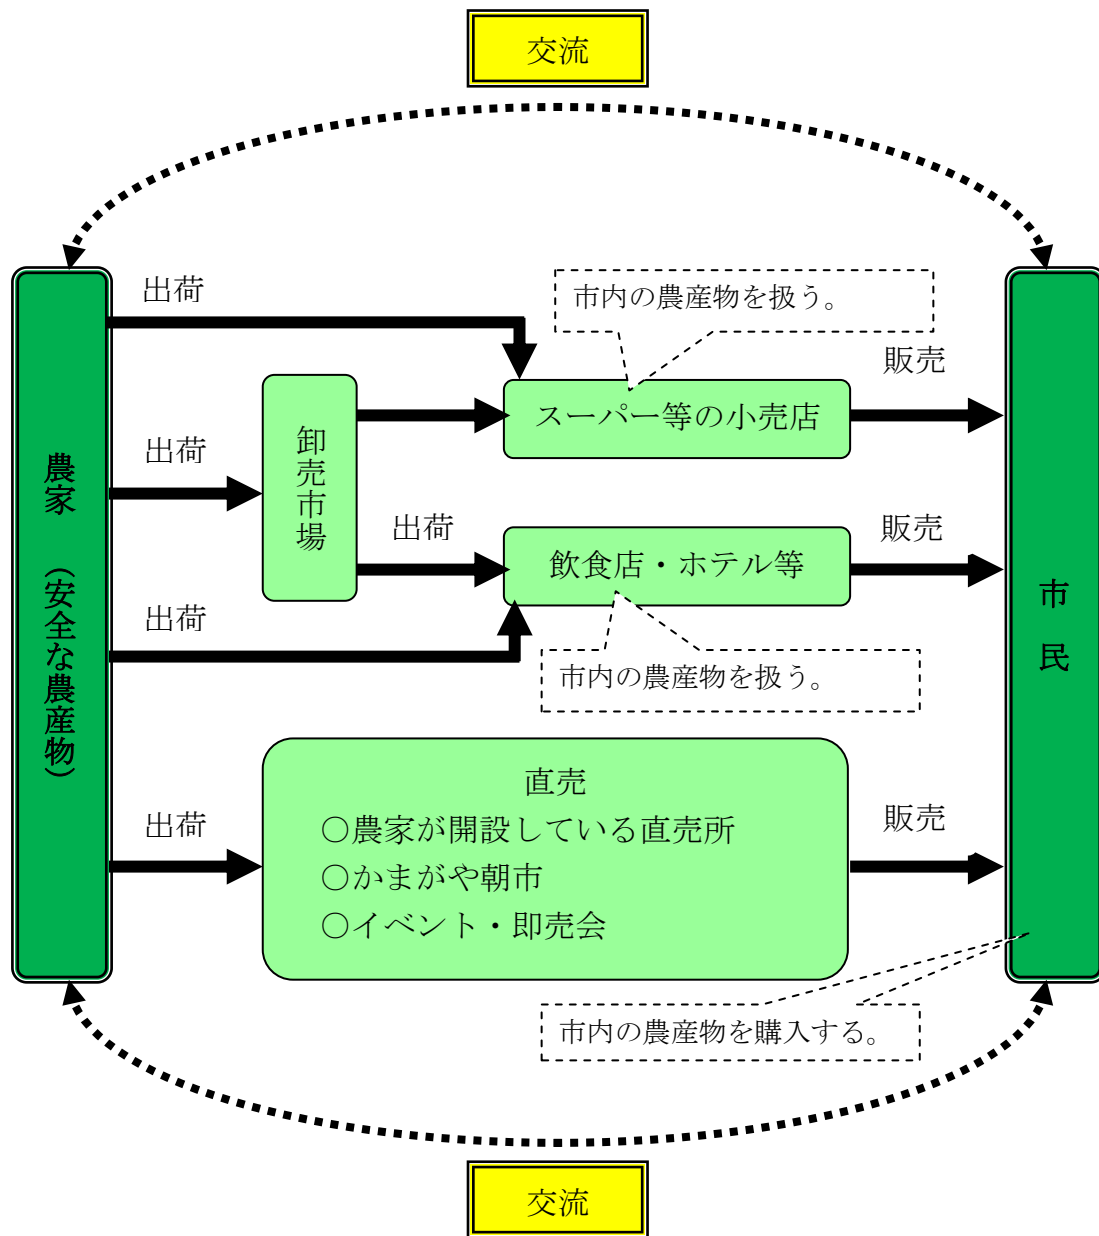 交流
出荷
市内の農産物を扱う。
販売
スーパー等の小売店
出荷
卸売市場
農家 （安全な農産物）
出荷
販売
飲食店・ホテル等
市民
出荷
市内の農産物を扱う。
直売
○農家が開設している直売所
○かまがや朝市
○イベント・即売会
出荷
販売
市内の農産物を購入する。
交流